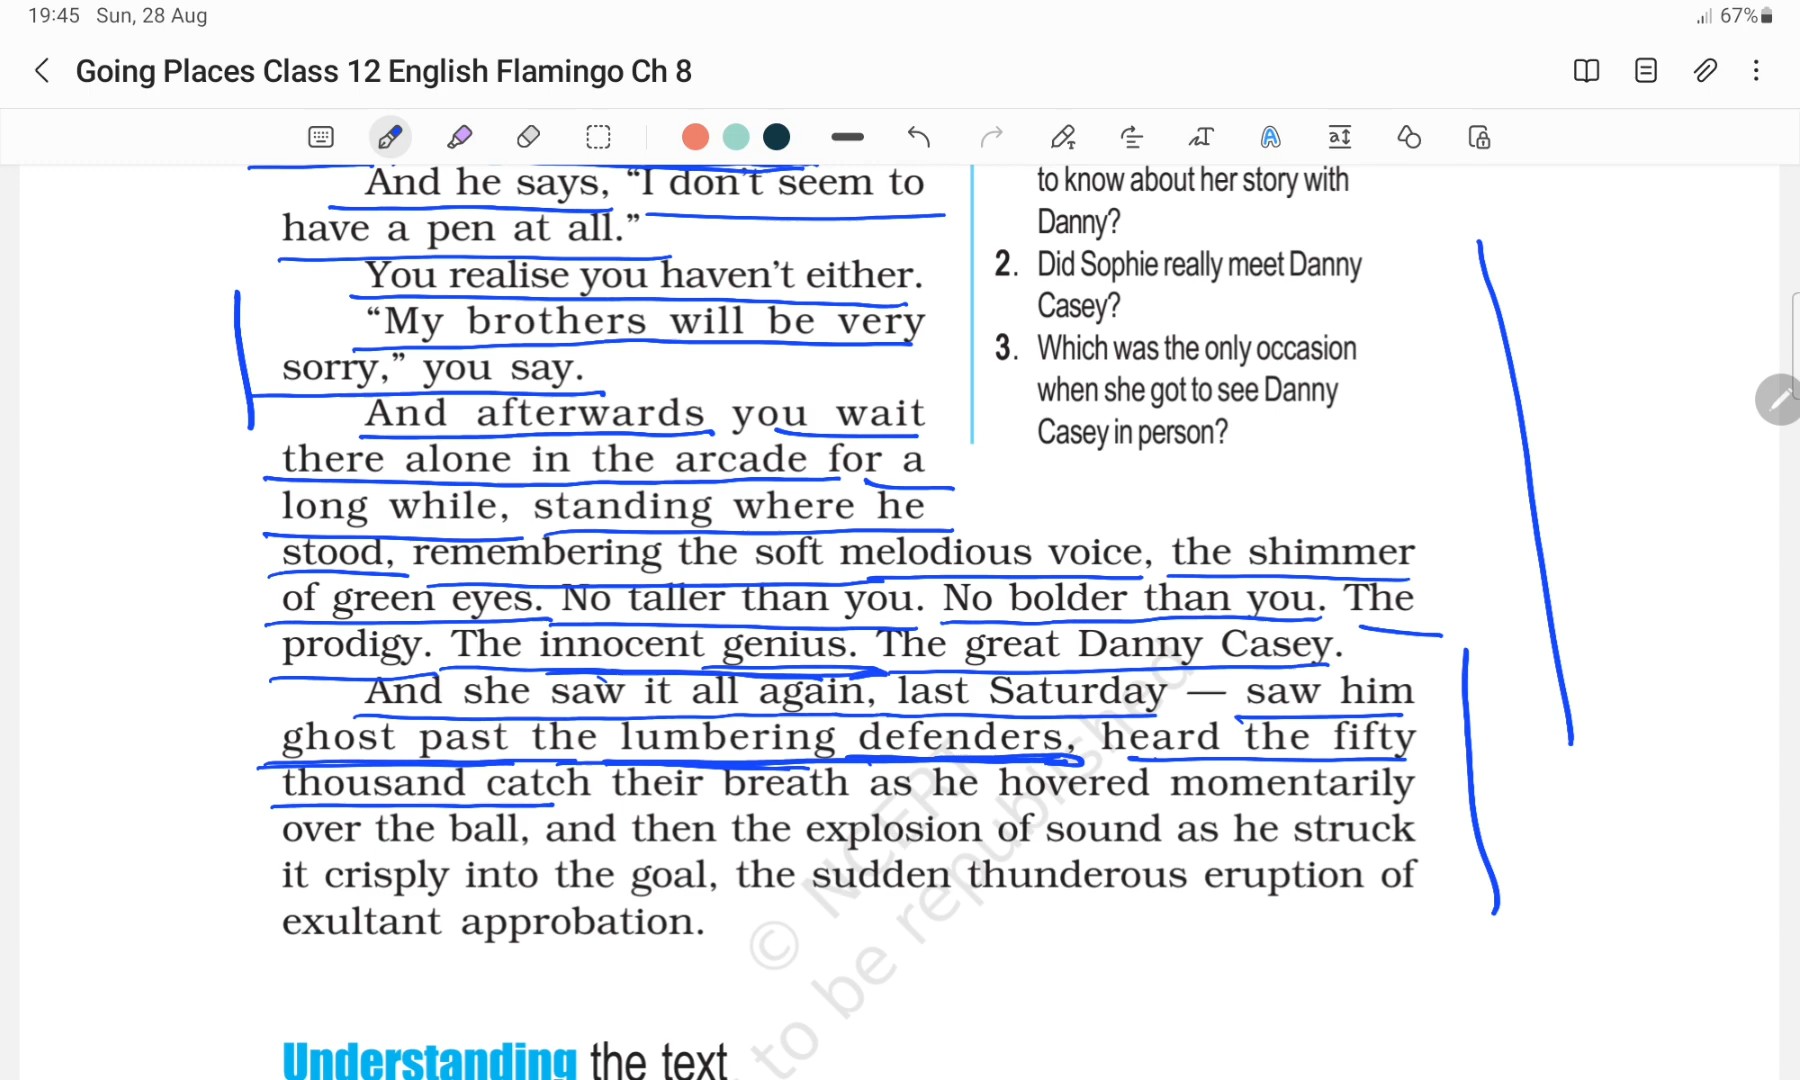 19:45 Sun, 28 Aug
67%
Going Places Class 12 English Flamingo Ch 8
And he says, “I don’t seem to
have a pen at all.”
You realise you haven’t either.
“My brothers will be very
sorry,” you say.
And afterwards you wait
there alone in the arcade for a
long while, standing where he
stood, remembering the soft melodious voice, the shimmer
of green eyes. No taller than you. No bolder than you. The
prodigy. The innocent genius. The great Danny Casey.
And she saw it all again, last Saturday — saw him
ghost past the lumbering defenders, heard the fifty
thousand catch their breath as he hovered momentarily
over the ball, and then the explosion of sound as he struck
it crisply into the goal, the sudden thunderous eruption of
exultant approbation.
to know about her story with
Danny?
2. Did Sophie really meet Danny
Casey?
3. Which was the only occasion
when she got to see Danny
Casey in person?
© NCERT
to be republished
Understanding the text